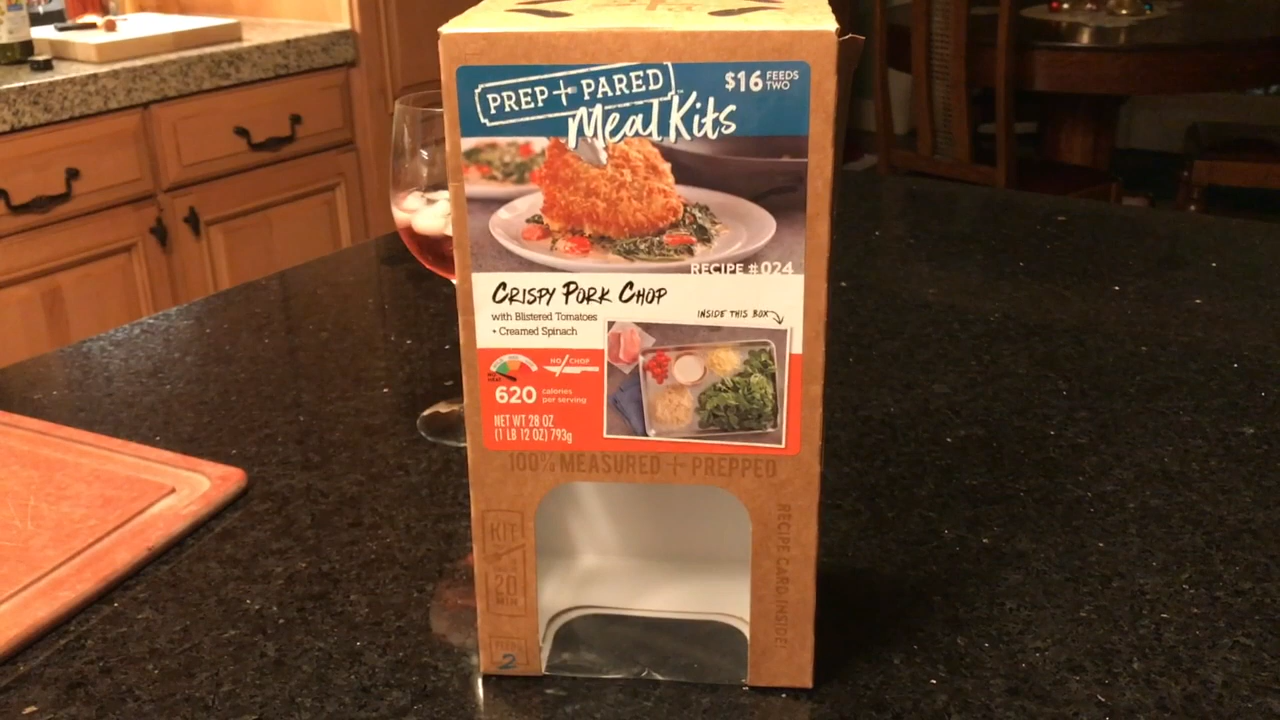 PREP+PARED
Meal Kits
$16 FEEDS TWO
RECIPE #024
CRISPY PORK CHOP
with Blistered Tomatoes
+ Creamed Spinach
INSIDE THIS BOX
NO CHOP
620 calories per serving
NET WT 28 OZ
(1 LB 12 OZ) 793g
100% MEASURED + PREPPED
KIT
20
MIN
2
RECIPE CARD INSIDE!